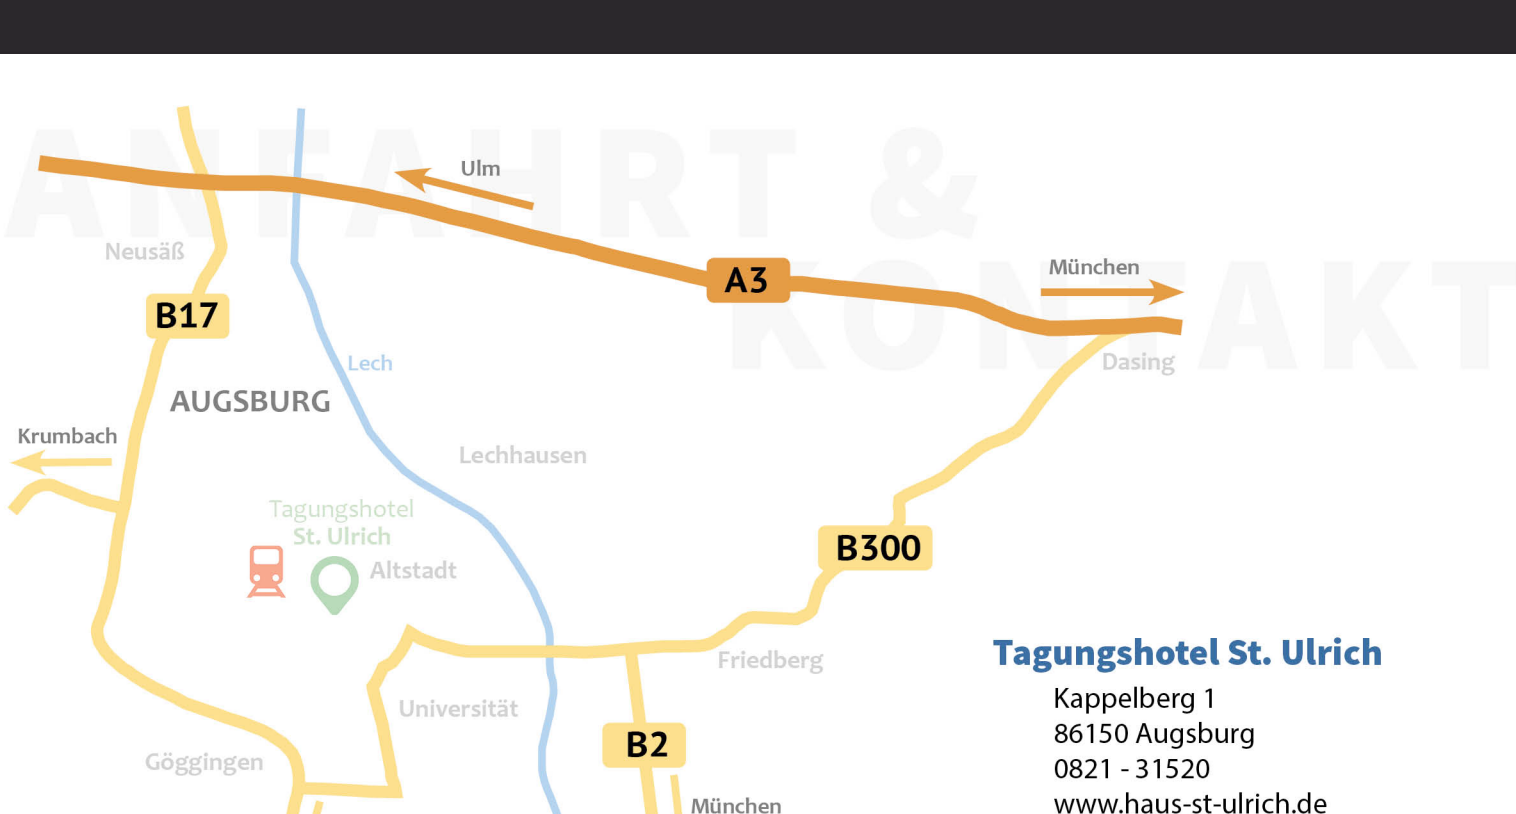 ANFAHRT &
KONTAKT
Ulm
Neusäß
München
A3
B17
Dasing
Lech
AUGSBURG
Krumbach
Lechhausen
Tagungshotel
St. Ulrich
Altstadt
B300
Friedberg
Universität
B2
Göggingen
München
Tagungshotel St. Ulrich
Kappelberg 1
86150 Augsburg
0821 - 31520
www.haus-st-ulrich.de